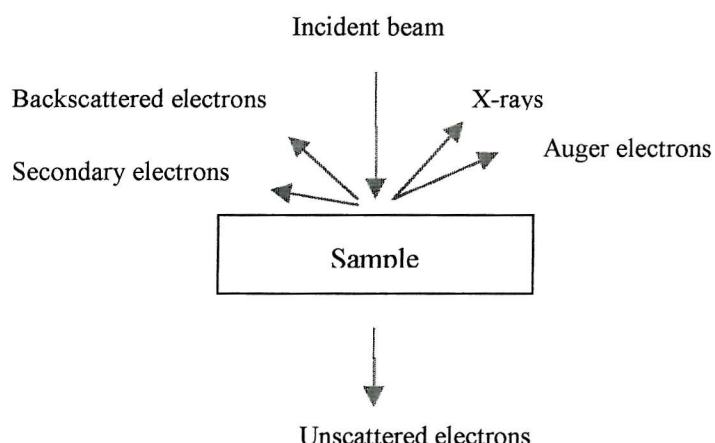 Incident beam
Backscattered electrons
X-rays
Auger electrons
Secondary electrons
Sample
Unscattered electrons